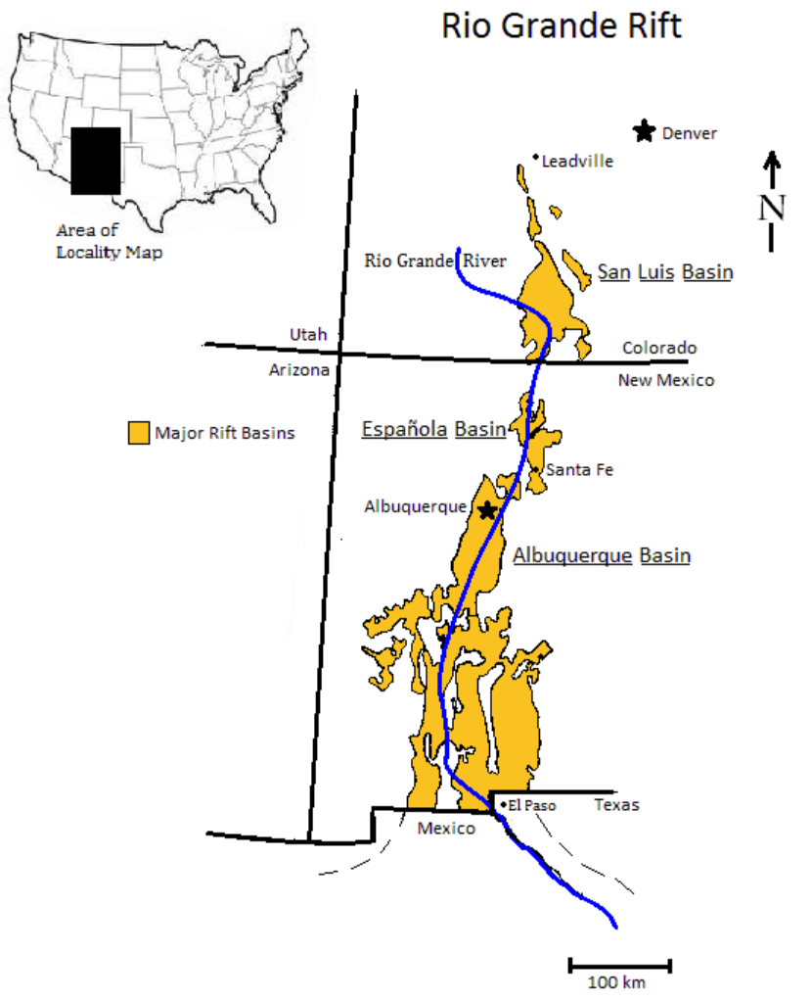 Rio Grande Rift
Denver
Leadville
N
Area of
Locality Map
Rio Grande River
San Luis Basin
Utah
Colorado
Arizona
New Mexico
Major Rift Basins
Española Basin
Santa Fe
Albuquerque
Albuquerque Basin
El Paso
Texas
Mexico
100 km